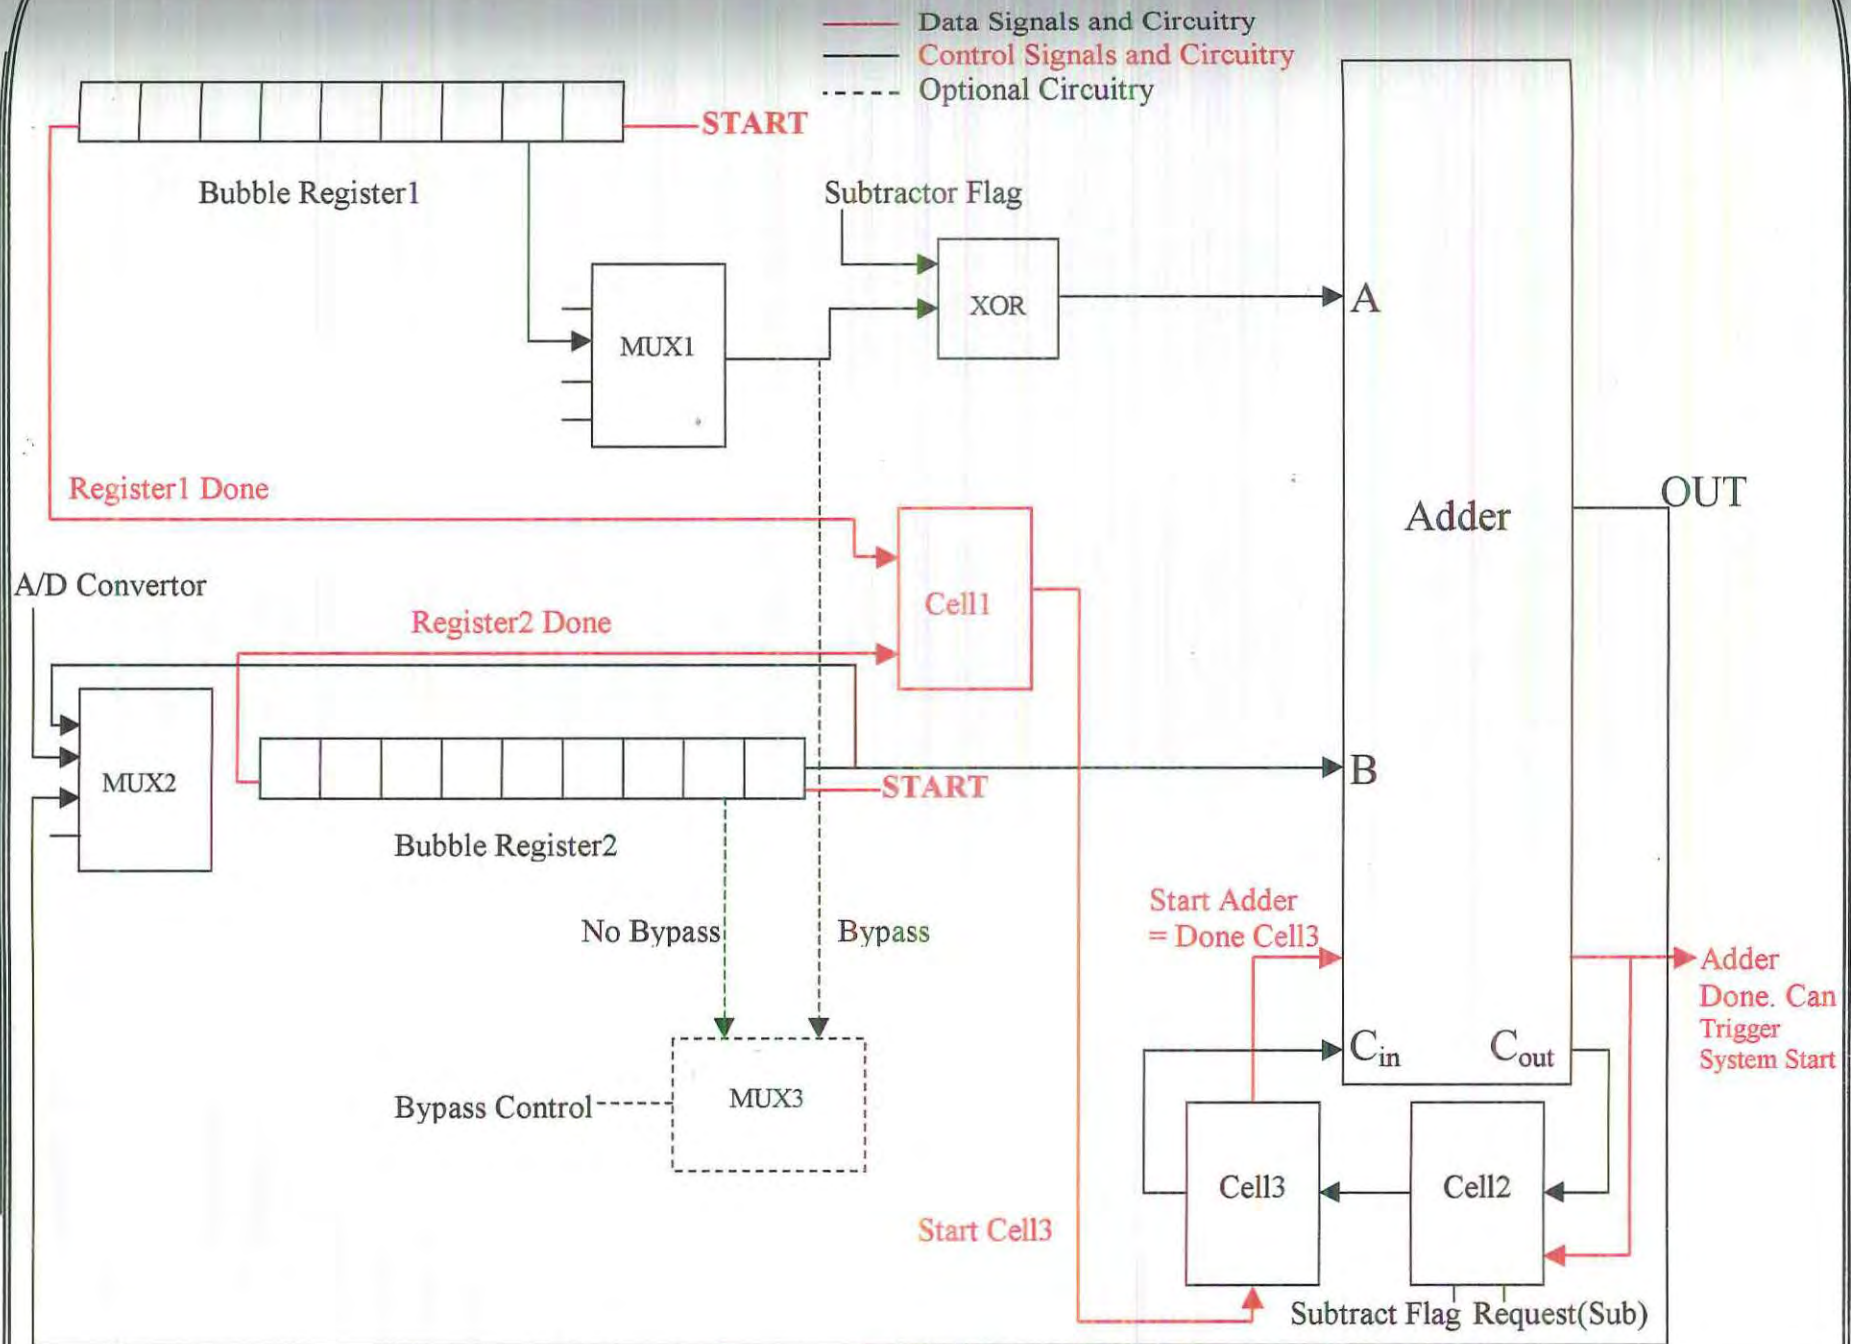 Data Signals and Circuitry
Control Signals and Circuitry
Optional Circuitry
START
Bubble Register1
Subtractor Flag
XOR
A
MUX1
Register1 Done
OUT
Adder
A/D Convertor
Cell1
Register2 Done
B
MUX2
START
Bubble Register2
Start Adder
= Done Cell3
No Bypass
Bypass
Adder
Done. Can
Trigger
System Start
Cin
Cout
MUX3
Bypass Control
Cell3
Cell2
Start Cell3
Subtract Flag Request(Sub)